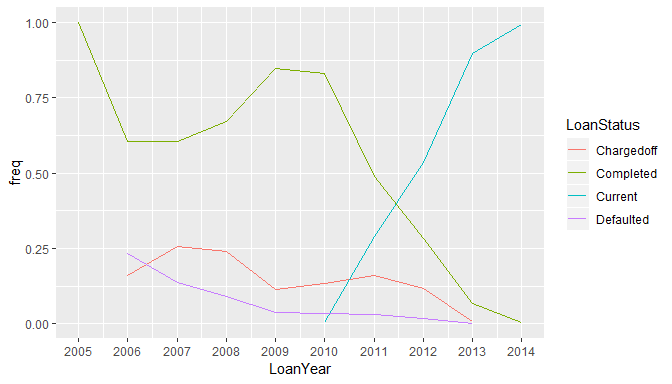 1.00
0.75
0.50
0.25
0.00
freq
2005 2006 2007 2008 2009 2010 2011 2012 2013 2014
LoanYear
LoanStatus
Chargedoff
Completed
Current
Defaulted